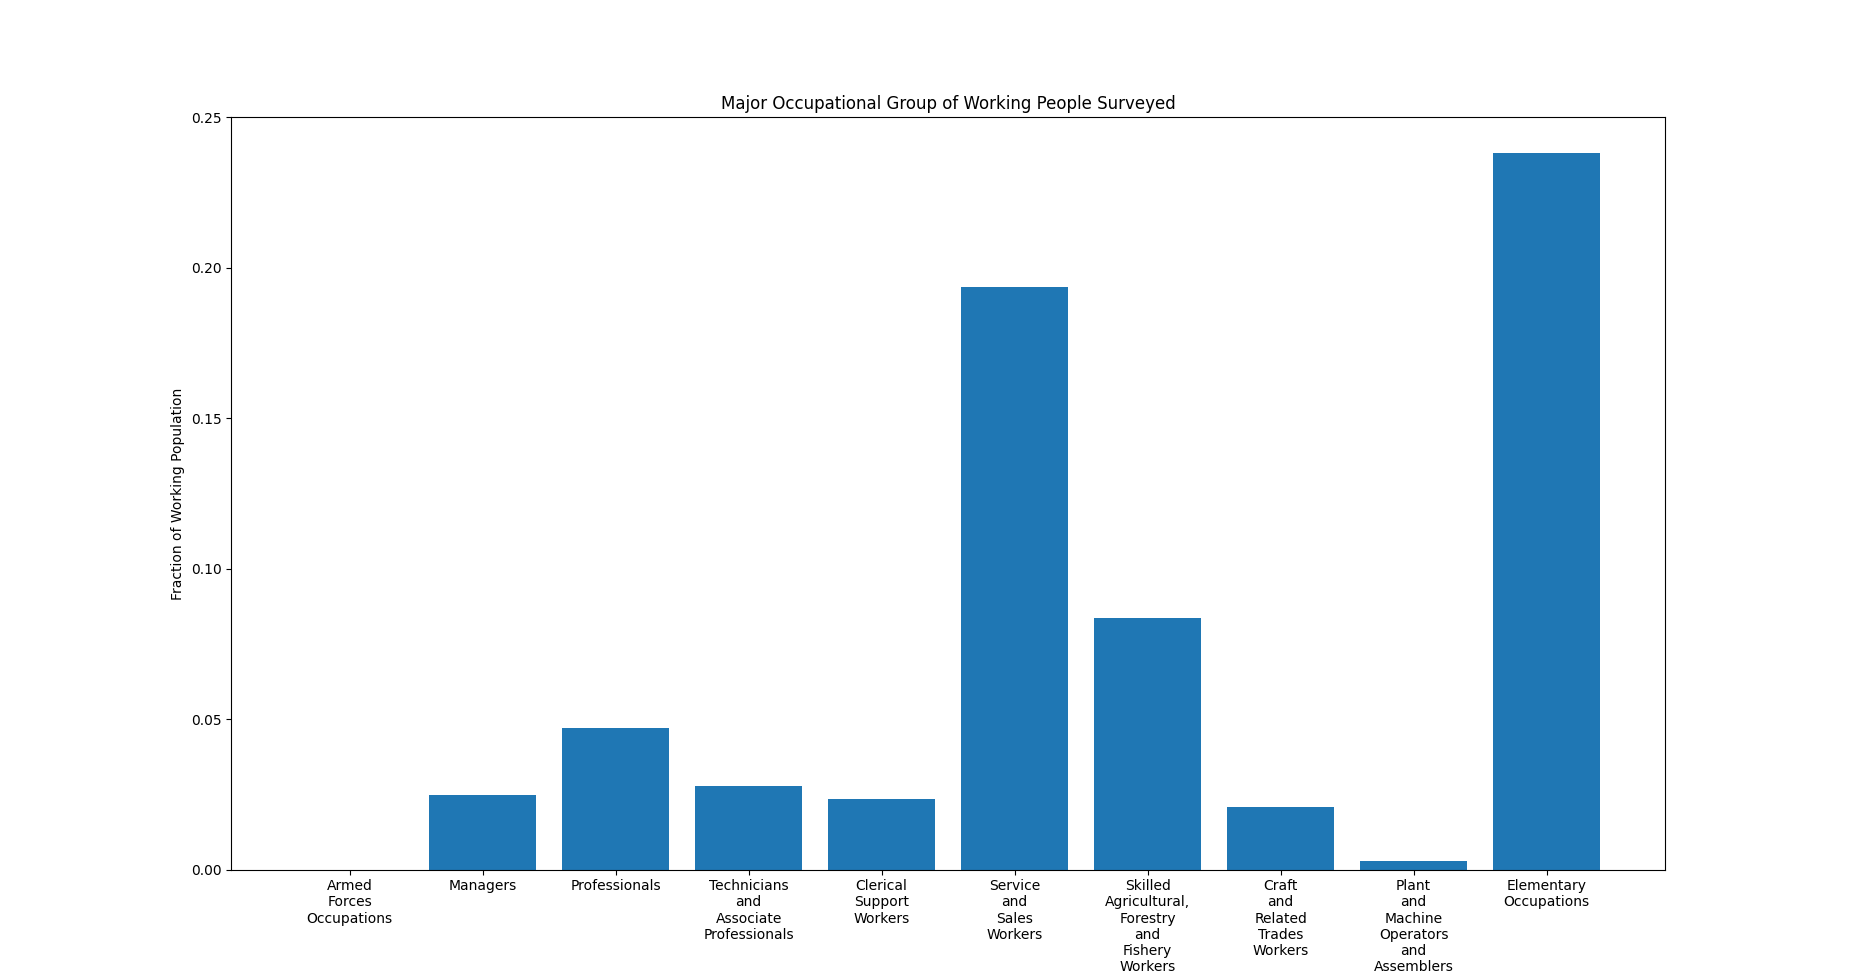 Major Occupational Group of Working People Surveyed
0.25
0.20
0.15
0.10
0.05
0.00
Fraction of Working Population
Armed
Forces
Occupations
Managers
Professionals
Technicians
and
Associate
Professionals
Clerical
Support
Workers
Service
and
Sales
Workers
Skilled
Agricultural,
Forestry
and
Fishery
Workers
Craft
and
Related
Trades
Workers
Plant
and
Machine
Operators
and
Assemblers
Elementary
Occupations